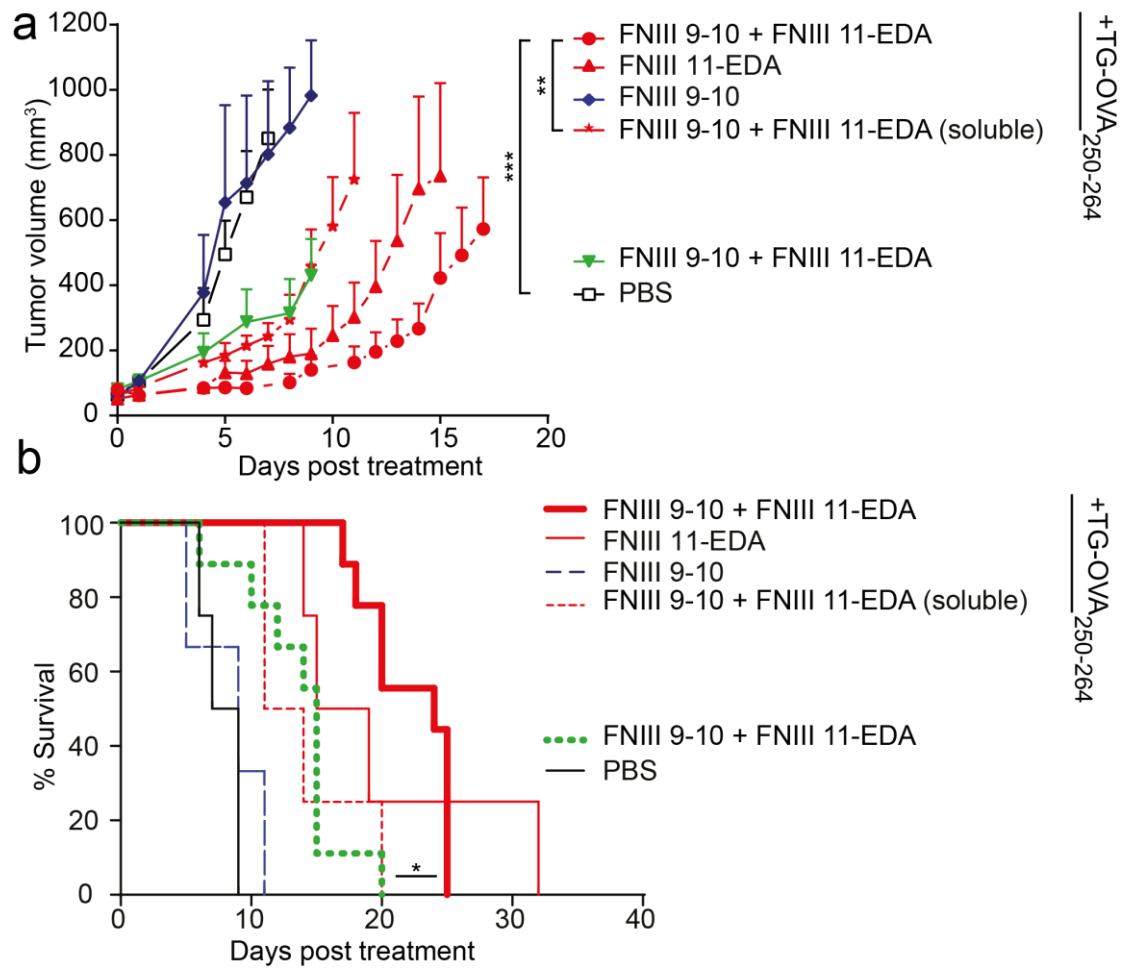 a
1200
1000
800
600
400
200
0
Tumor volume (mm³)
0 5 10 15 20
Days post treatment
***
**
FNIII 9-10 + FNIII 11-EDA
FNIII 11-EDA
FNIII 9-10
FNIII 9-10 + FNIII 11-EDA (soluble)
FNIII 9-10 + FNIII 11-EDA
PBS
+TG-OVA250-264
b
100
80
60
40
20
0
% Survival
0 10 20 30 40
Days post treatment
*
FNIII 9-10 + FNIII 11-EDA
FNIII 11-EDA
FNIII 9-10
FNIII 9-10 + FNIII 11-EDA (soluble)
FNIII 9-10 + FNIII 11-EDA
PBS
+TG-OVA250-264